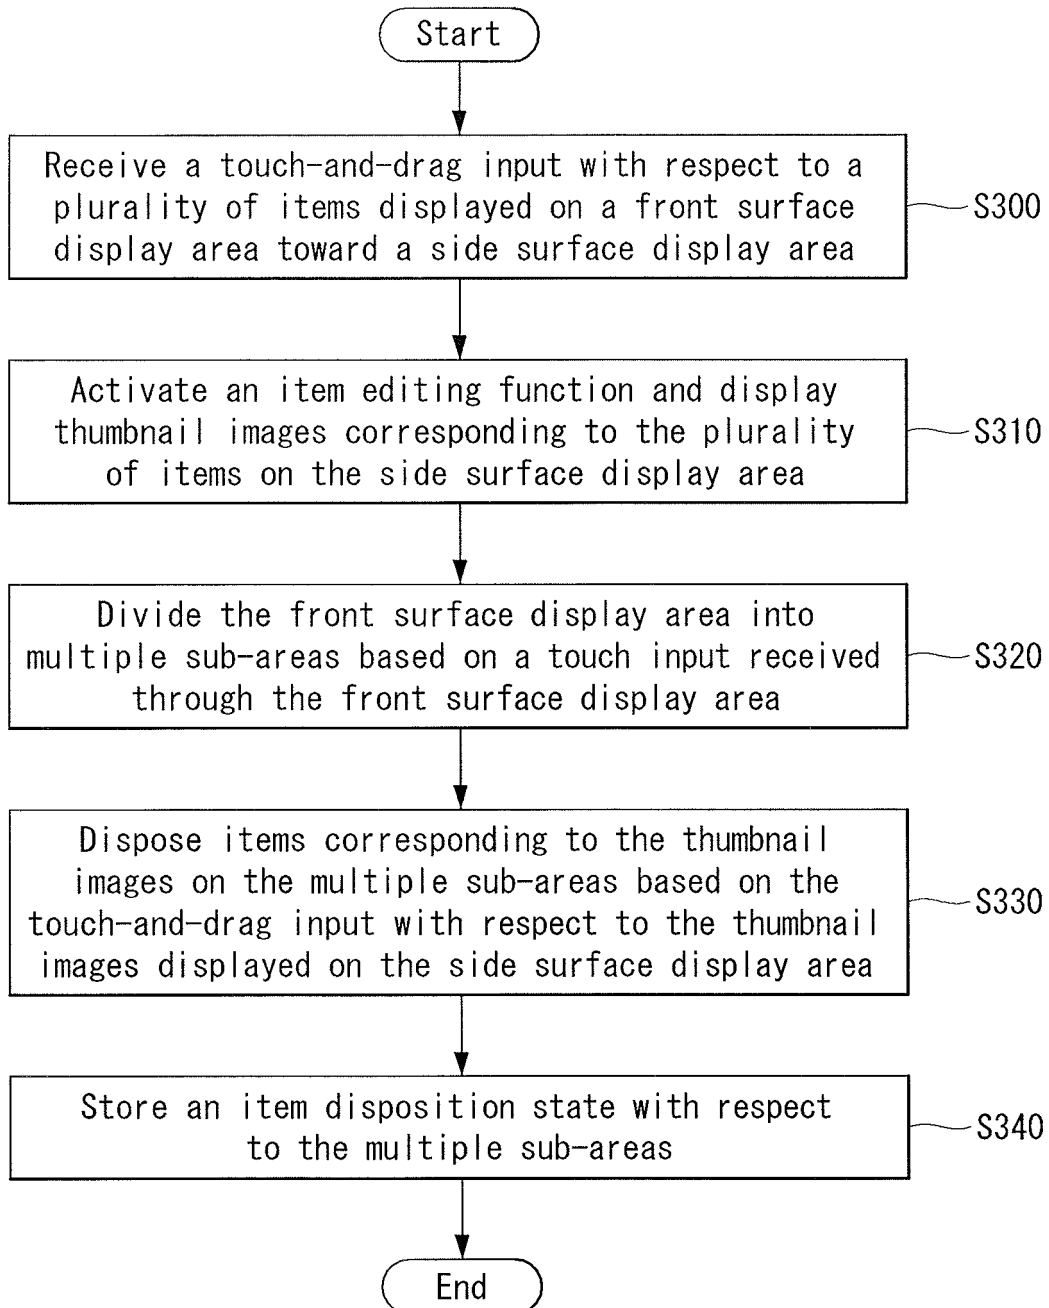 Start
Receive a touch-and-drag input with respect to a
plurality of items displayed on a front surface
display area toward a side surface display area
S300
Activate an item editing function and display
thumbnail images corresponding to the plurality
of items on the side surface display area
S310
Divide the front surface display area into
multiple sub-areas based on a touch input received
through the front surface display area
S320
Dispose items corresponding to the thumbnail
images on the multiple sub-areas based on the
touch-and-drag input with respect to the thumbnail
images displayed on the side surface display area
S330
Store an item disposition state with respect
to the multiple sub-areas
S340
End